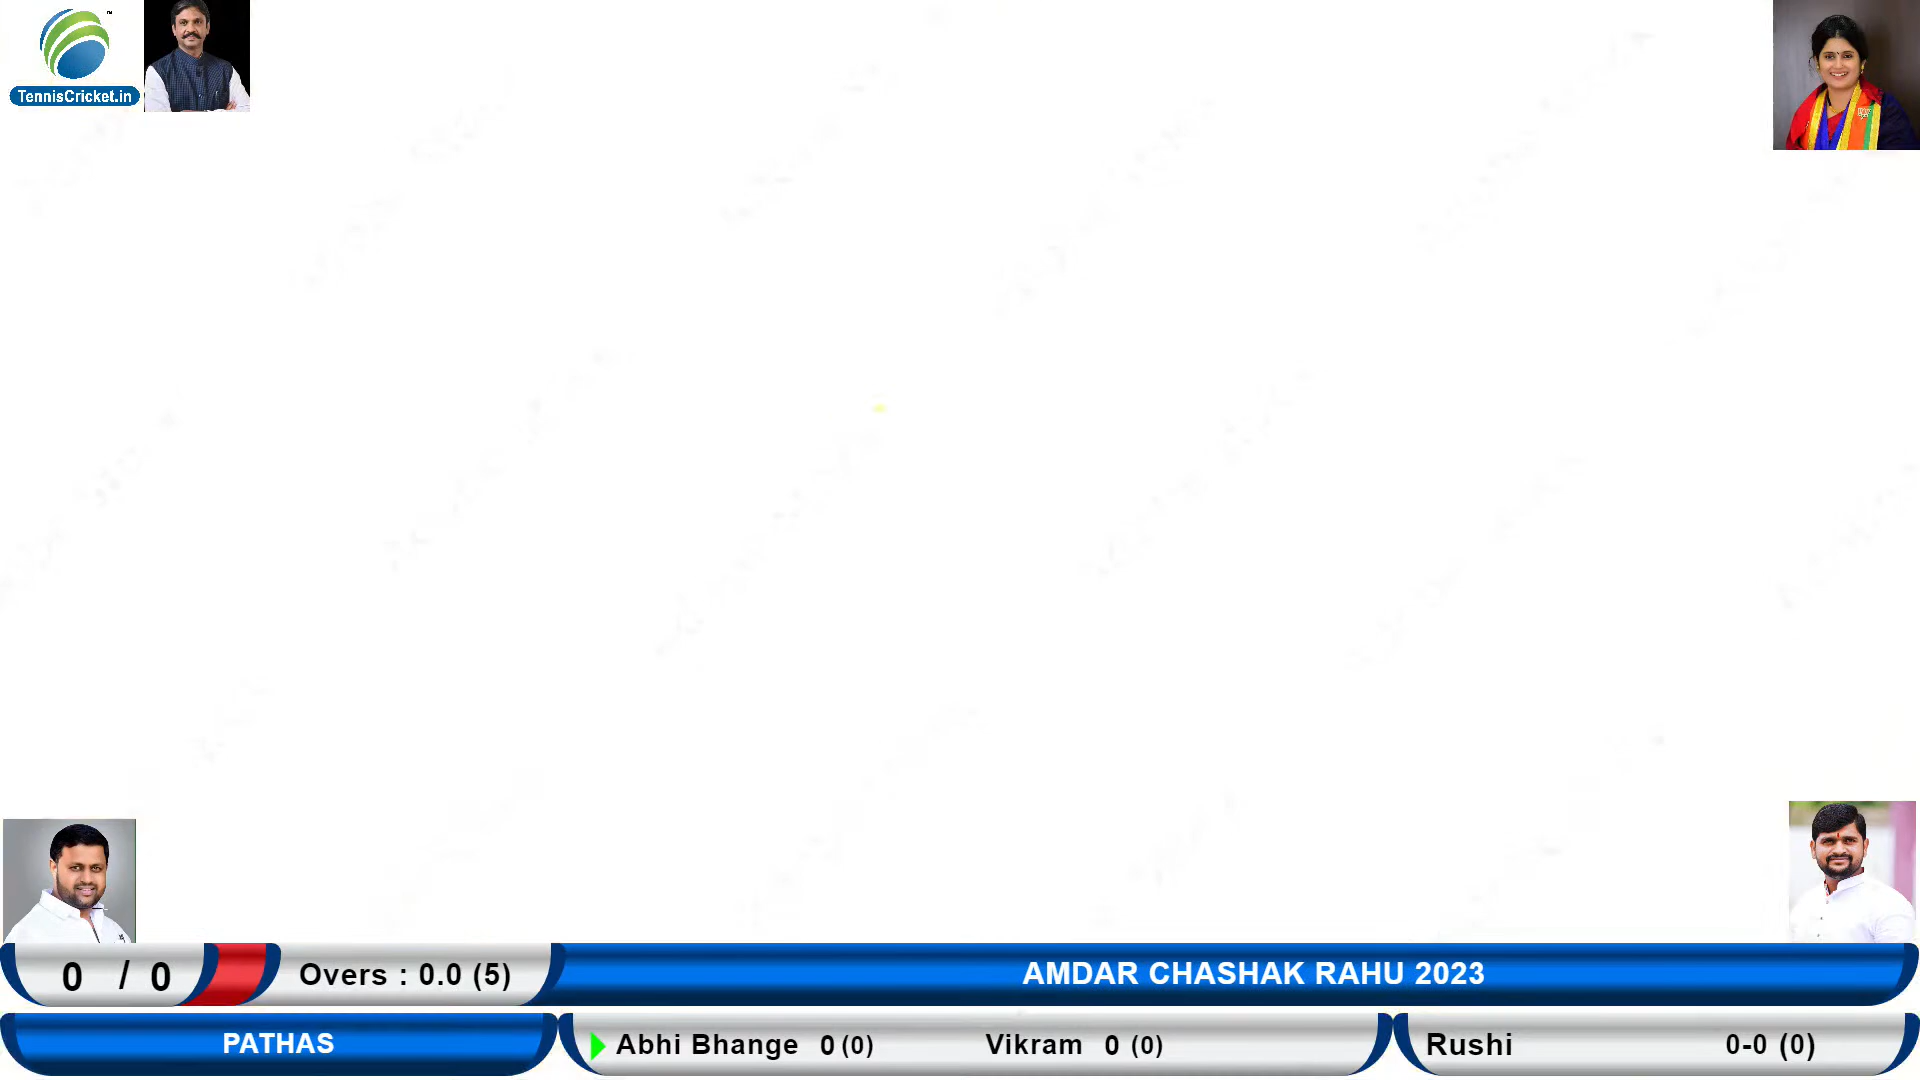 TennisCricket.in
0 / 0
Overs : 0.0 (5)
AMDAR CHASHAK RAHU 2023
PATHAS
Abhi Bhange 0 (0)
Vikram 0 (0)
Rushi 0-0 (0)